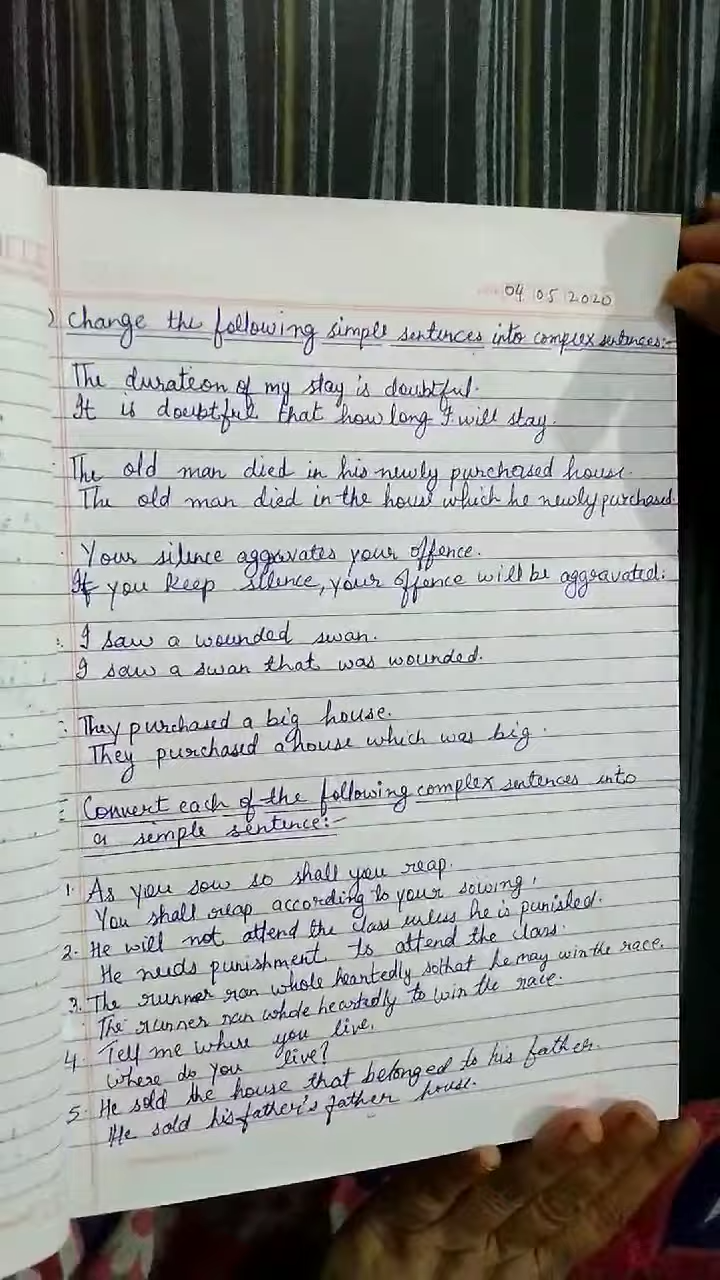 04 05 2020
) Change the following simple sentences into complex sentences:-
The duration of my stay is doubtful.
It is doubtful that how long I will stay.
The old man died in his newly purchased house.
The old man died in the house which he newly purchased.
Your silence aggravates your offence.
If you keep silence, your offence will be aggravated.
I saw a wounded swan.
I saw a swan that was wounded.
They purchased a big house.
They purchased a house which was big.
Convert each of the following complex sentences into
a simple sentence:-
1. As you sow so shall you reap.
You shall reap according to your sowing.
2. He will not attend the class unless he is punished.
He needs punishment to attend the class.
3. The runner ran whole heartedly sothat he may win the race.
The runner ran whole heartedly to win the race.
4. Tell me where you live.
Where do you live?
5. He sold the house that belonged to his father.
He sold his father's father house.